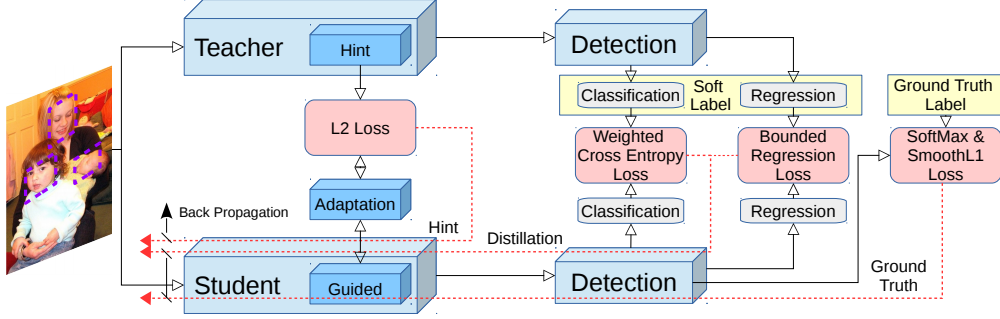 Teacher
Hint
Detection
Classification
Soft
Label
Regression
Ground Truth
Label
L2 Loss
Weighted
Cross Entropy
Loss
Bounded
Regression
Loss
SoftMax &
SmoothL1
Loss
Adaptation
Classification
Regression
Back Propagation
Hint
Distillation
Student
Guided
Detection
Ground
Truth